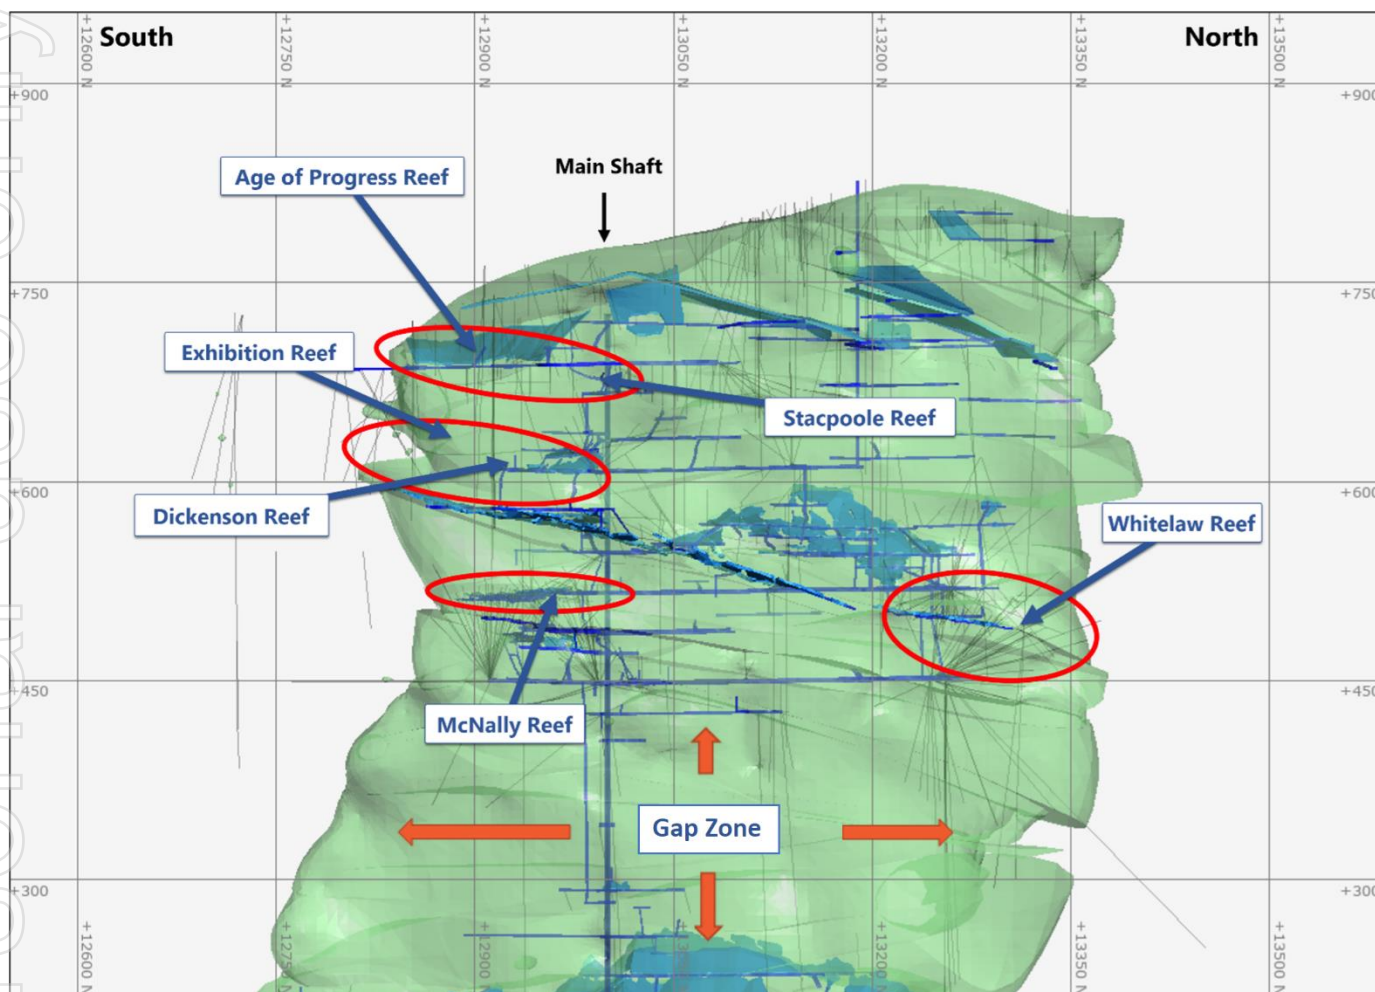 +12600 N
South
+12750 N
+12900 N
+13050 N
+13200 N
North
+13350 N
+13500 N
+900
+900
Main Shaft
Age of Progress Reef
+750
+750
Exhibition Reef
Stacpoole Reef
+600
+600
Dickenson Reef
Whitelaw Reef
+450
+450
McNally Reef
Gap Zone
+300
+300
+12600 N
+12750 N
+12900 N
+13200 N
+13350 N
+13500 N